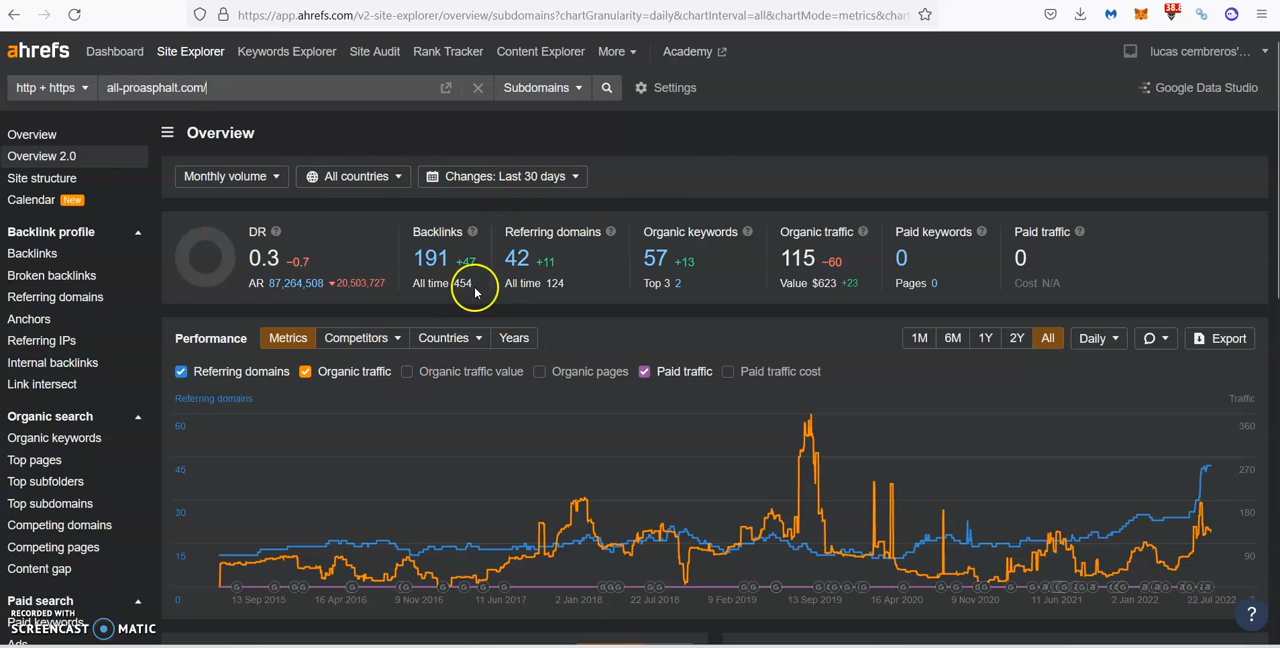 https://app.ahrefs.com/v2-site-explorer/overview/subdomains?chartGranularity=daily&chartInterval=all&chartMode=metrics&chart
38.
ahrefs Dashboard Site Explorer Keywords Explorer Site Audit Rank Tracker Content Explorer More Academy lucas cembreros'...
http + https all-proasphalt.com/ Subdomains Settings Google Data Studio
Overview
Overview 2.0
Site structure
Calendar New
Backlink profile
Backlinks
Broken backlinks
Referring domains
Anchors
Referring IPs
Internal backlinks
Link intersect
Organic search
Organic keywords
Top pages
Top subfolders
Top subdomains
Competing domains
Competing pages
Content gap
Paid search
Paid keywords
Ads
RECORDED WITH
SCREENCAST MATIC
Overview
Monthly volume All countries Changes: Last 30 days
DR Backlinks Referring domains Organic keywords Organic traffic Paid keywords Paid traffic
0.3 -0.7 191 +47 42 +11 57 +13 115 -60 0 0
AR 87,264,508 20,503,727 All time 454 All time 124 Top 3 2 Value $623 +23 Pages 0 Cost N/A
Performance Metrics Competitors Countries Years 1M 6M 1Y 2Y All Daily Export
Referring domains Organic traffic Organic traffic value Organic pages Paid traffic Paid traffic cost
Referring domains Traffic
60 360
45 270
30 180
15 90
0
13 Sep 2015 16 Apr 2016 9 Nov 2016 11 Jun 2017 2 Jan 2018 22 Jul 2018 9 Feb 2019 13 Sep 2019 16 Apr 2020 9 Nov 2020 11 Jun 2021 2 Jan 2022 22 Jul 2022
?